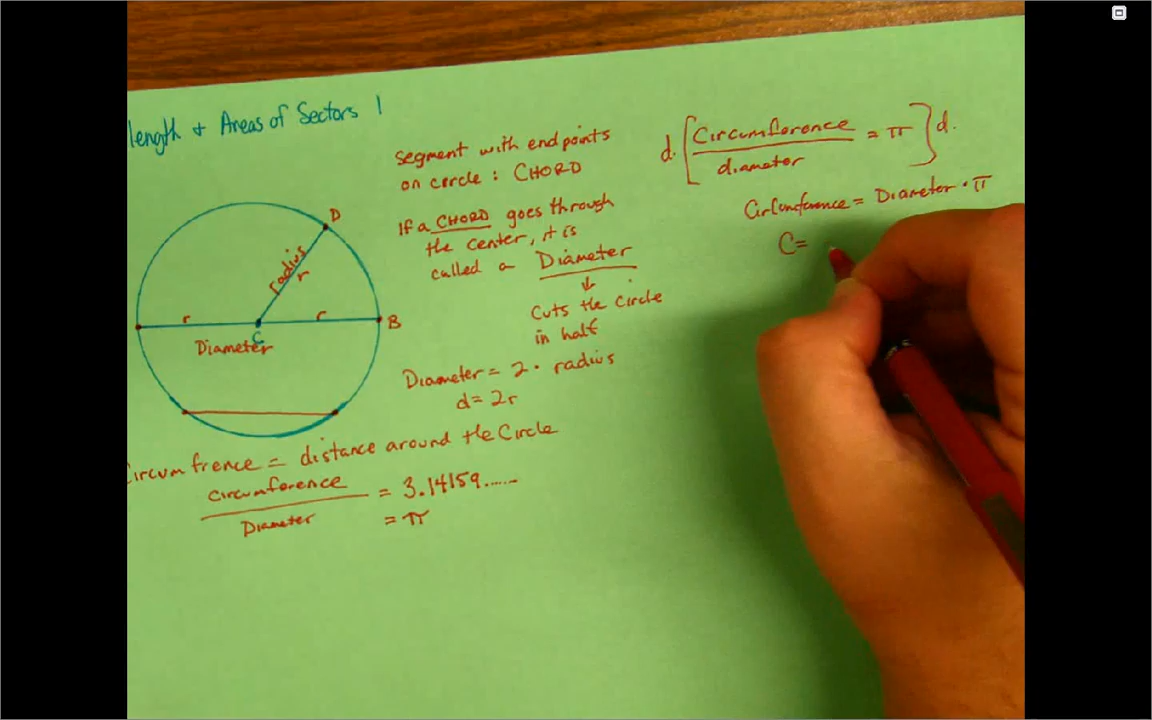 length + Areas of Sectors 1
segment with endpoints
on circle : CHORD
If a CHORD goes through
the center, it is
called a Diameter
↓
Cuts the circle
in half
Diameter = 2 · radius
d = 2r
D
radius
r
r
r
C
B
Diameter
Circumfrence = distance around the Circle
circumference
Diameter
= 3.14159......
= π
d. [ Circumference
diameter
= π ] d.
Circumference = Diameter · π
C =